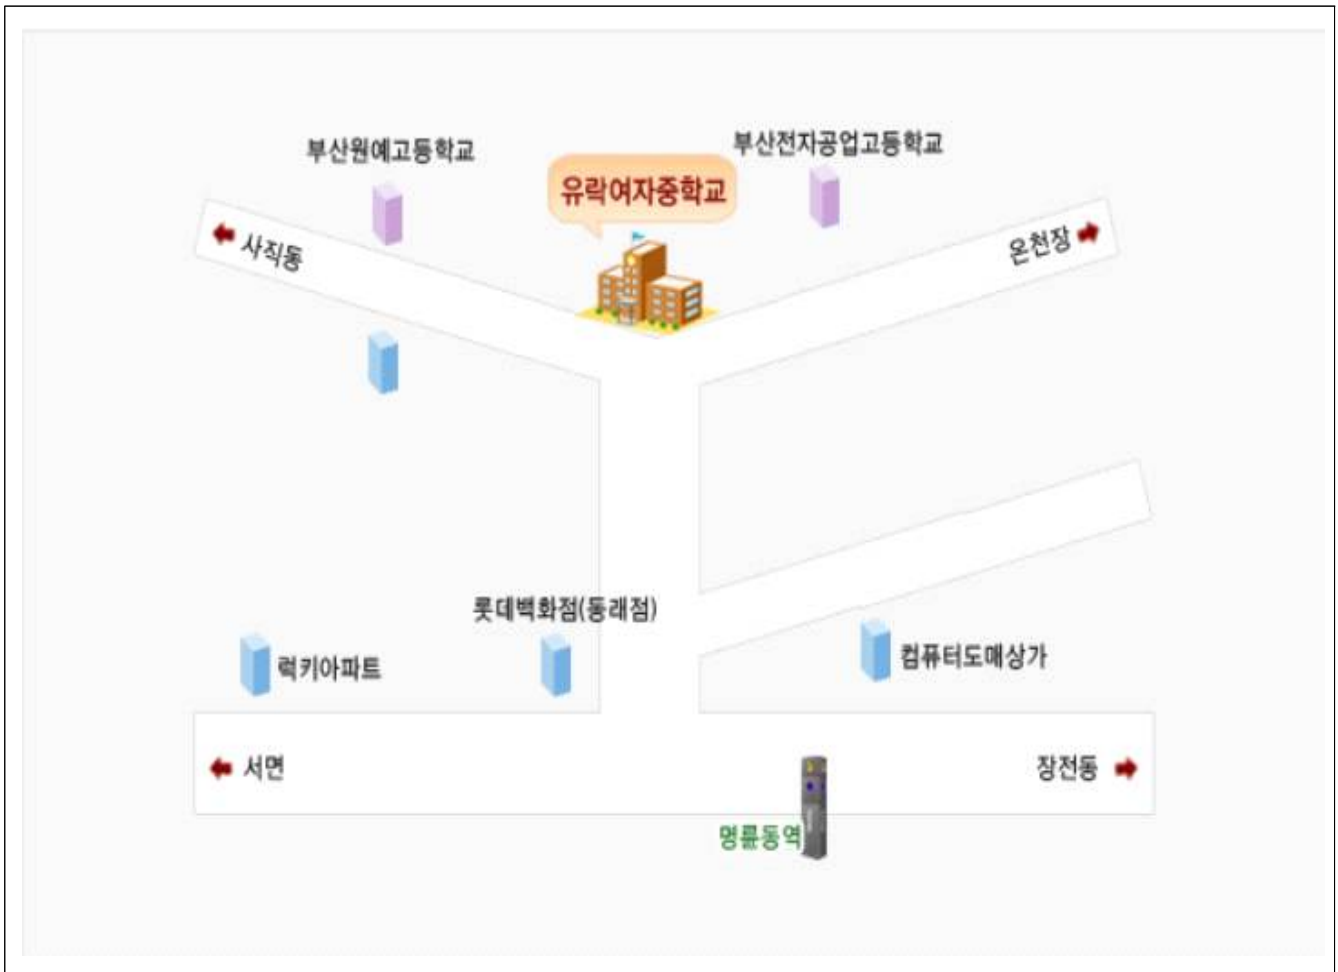 부산원예고등학교
부산전자공업고등학교
유락여자중학교
사직동
온천장
롯데백화점(동래점)
럭키아파트
컴퓨터도매상가
서면
장전동
명륜동역